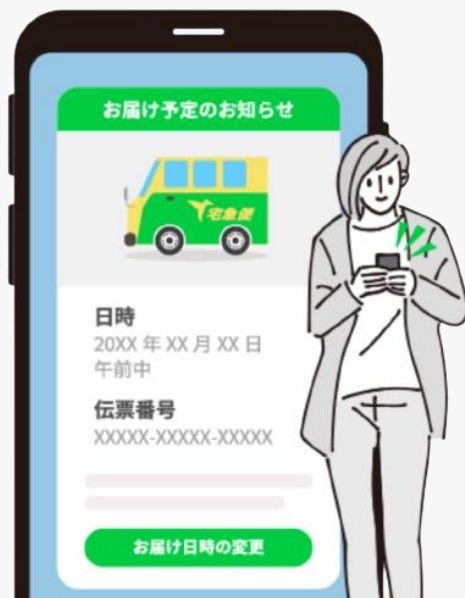 お届け予定のお知らせ
宅急便
日時
20XX 年 XX 月 XX 日
午前中
伝票番号
XXXXX-XXXXX-XXXXX
お届け日時の変更